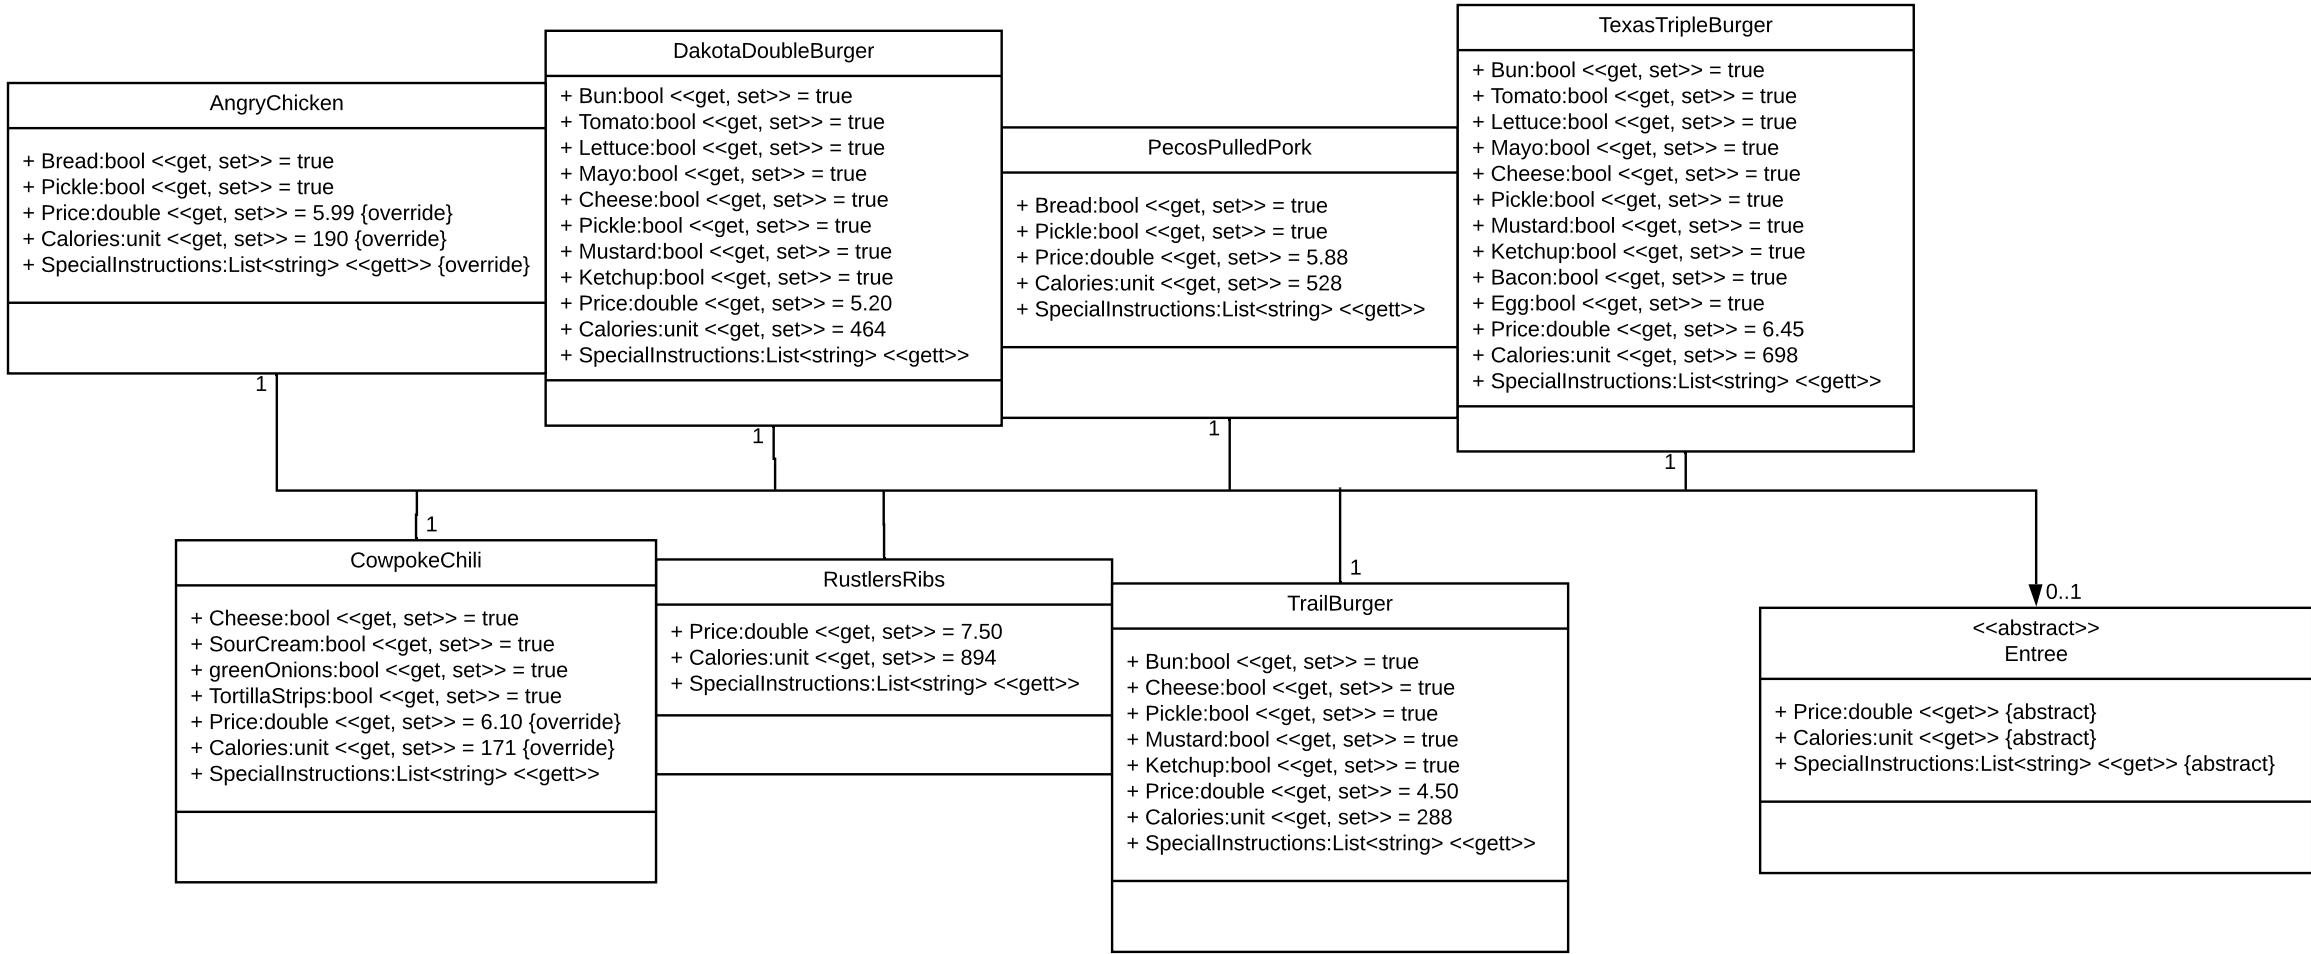 AngryChicken
+ Bread:bool <<get, set>> = true
+ Pickle:bool <<get, set>> = true
+ Price:double <<get, set>> = 5.99 {override}
+ Calories:unit <<get, set>> = 190 {override}
+ SpecialInstructions:List<string> <<gett>> {override}
1
DakotaDoubleBurger
+ Bun:bool <<get, set>> = true
+ Tomato:bool <<get, set>> = true
+ Lettuce:bool <<get, set>> = true
+ Mayo:bool <<get, set>> = true
+ Cheese:bool <<get, set>> = true
+ Pickle:bool <<get, set>> = true
+ Mustard:bool <<get, set>> = true
+ Ketchup:bool <<get, set>> = true
+ Price:double <<get, set>> = 5.20
+ Calories:unit <<get, set>> = 464
+ SpecialInstructions:List<string> <<gett>>
1
PecosPulledPork
+ Bread:bool <<get, set>> = true
+ Pickle:bool <<get, set>> = true
+ Price:double <<get, set>> = 5.88
+ Calories:unit <<get, set>> = 528
+ SpecialInstructions:List<string> <<gett>>
1
TexasTripleBurger
+ Bun:bool <<get, set>> = true
+ Tomato:bool <<get, set>> = true
+ Lettuce:bool <<get, set>> = true
+ Mayo:bool <<get, set>> = true
+ Cheese:bool <<get, set>> = true
+ Pickle:bool <<get, set>> = true
+ Mustard:bool <<get, set>> = true
+ Ketchup:bool <<get, set>> = true
+ Bacon:bool <<get, set>> = true
+ Egg:bool <<get, set>> = true
+ Price:double <<get, set>> = 6.45
+ Calories:unit <<get, set>> = 698
+ SpecialInstructions:List<string> <<gett>>
1
1
CowpokeChili
+ Cheese:bool <<get, set>> = true
+ SourCream:bool <<get, set>> = true
+ greenOnions:bool <<get, set>> = true
+ TortillaStrips:bool <<get, set>> = true
+ Price:double <<get, set>> = 6.10 {override}
+ Calories:unit <<get, set>> = 171 {override}
+ SpecialInstructions:List<string> <<gett>>
RustlersRibs
+ Price:double <<get, set>> = 7.50
+ Calories:unit <<get, set>> = 894
+ SpecialInstructions:List<string> <<gett>>
1
TrailBurger
+ Bun:bool <<get, set>> = true
+ Cheese:bool <<get, set>> = true
+ Pickle:bool <<get, set>> = true
+ Mustard:bool <<get, set>> = true
+ Ketchup:bool <<get, set>> = true
+ Price:double <<get, set>> = 4.50
+ Calories:unit <<get, set>> = 288
+ SpecialInstructions:List<string> <<gett>>
0..1
<<abstract>>
Entree
+ Price:double <<get>> {abstract}
+ Calories:unit <<get>> {abstract}
+ SpecialInstructions:List<string> <<get>> {abstract}